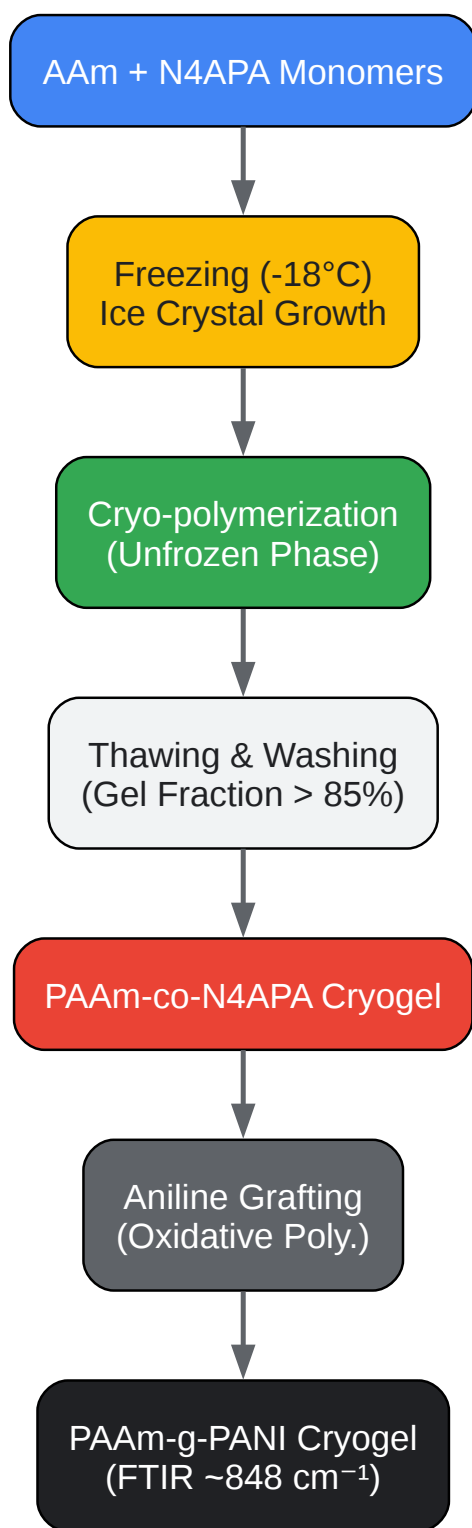 AAm + N4APA Monomers
Freezing (-18°C)
Ice Crystal Growth
Cryo-polymerization
(Unfrozen Phase)
Thawing & Washing
(Gel Fraction > 85%)
PAAm-co-N4APA Cryogel
Aniline Grafting
(Oxidative Poly.)
PAAm-g-PANI Cryogel
(FTIR ~848 cm⁻¹)